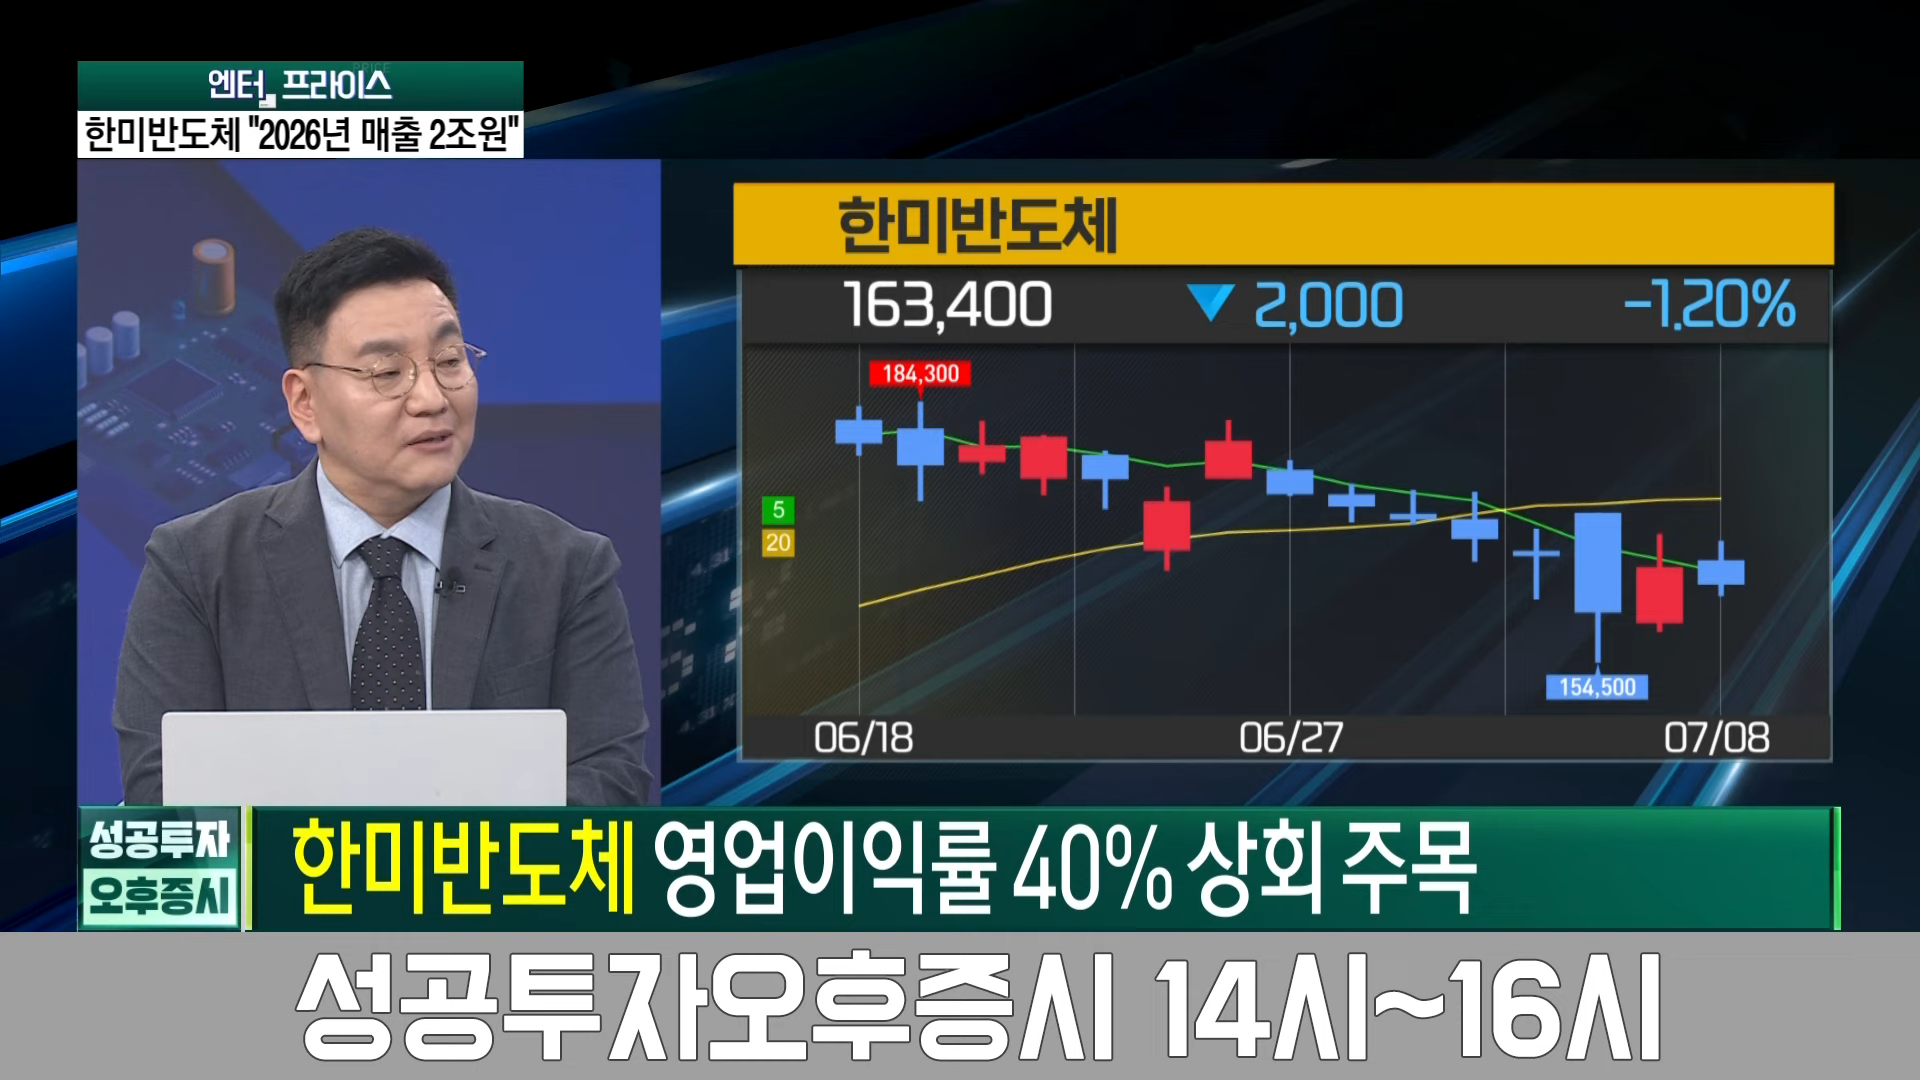 PRICE
엔터 프라이스
한미반도체 "2026년 매출 2조원"
한미반도체
163,400 ▼ 2,000 -1.20%
184,300
5
20
154,500
06/18 06/27 07/08
성공투자
오후증시
한미반도체 영업이익률 40% 상회 주목
성공투자오후증시 14시~16시